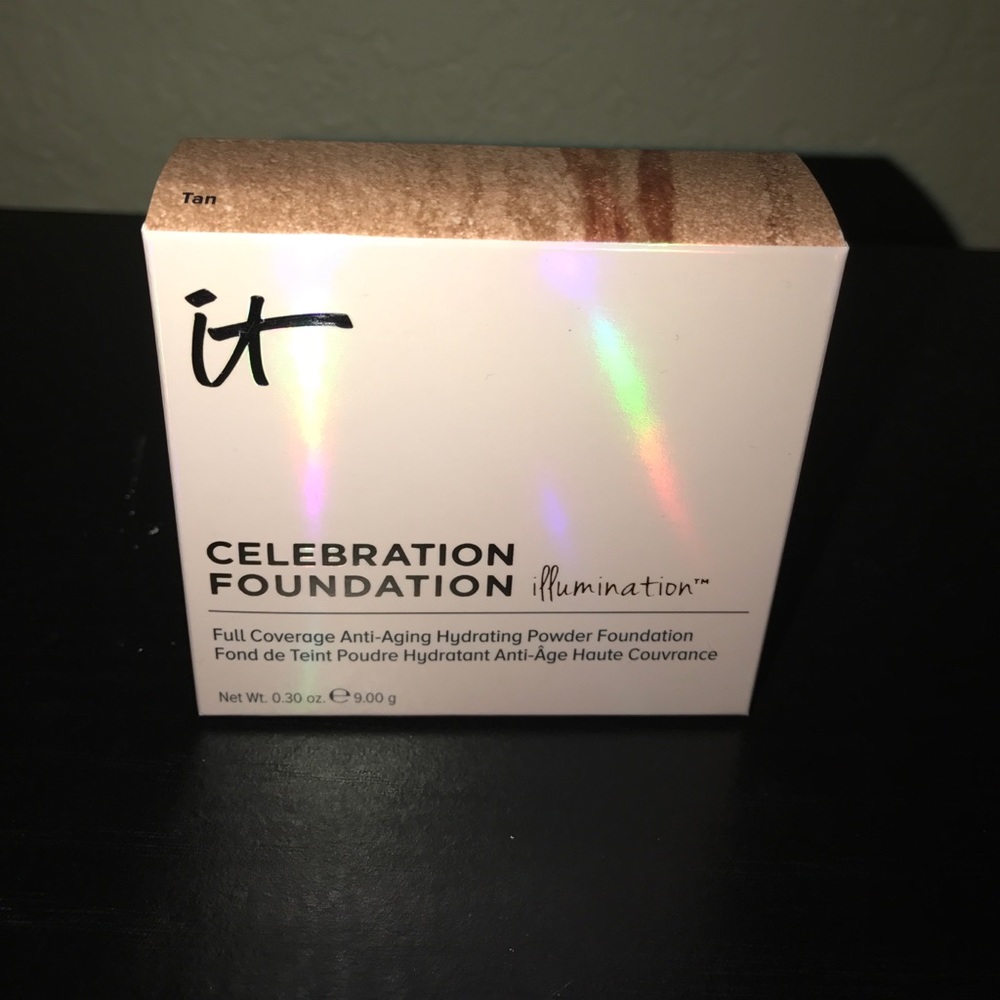 Tan
it
CELEBRATION
FOUNDATION illumination™
Full Coverage Anti-Aging Hydrating Powder Foundation
Fond de Teint Poudre Hydratant Anti-Âge Haute Couvrance
Net Wt. 0.30 oz. ℮ 9.00 g